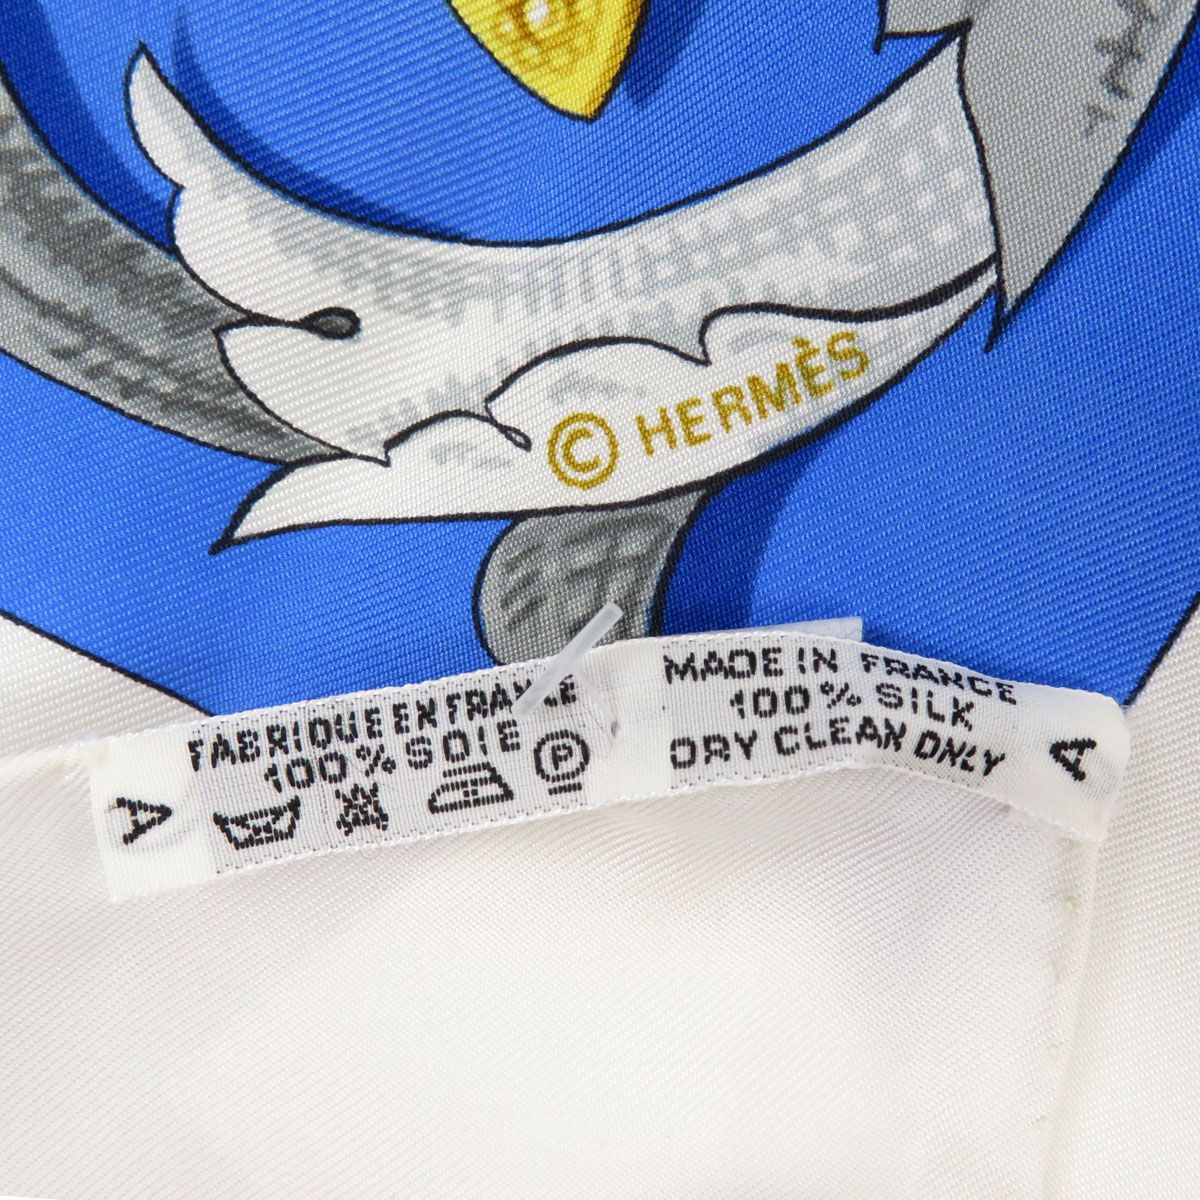 © HERMÈS
FABRIQUE EN FRANCE
100% SOIE
A
P
MADE IN FRANCE
100% SILK
DRY CLEAN ONLY
A